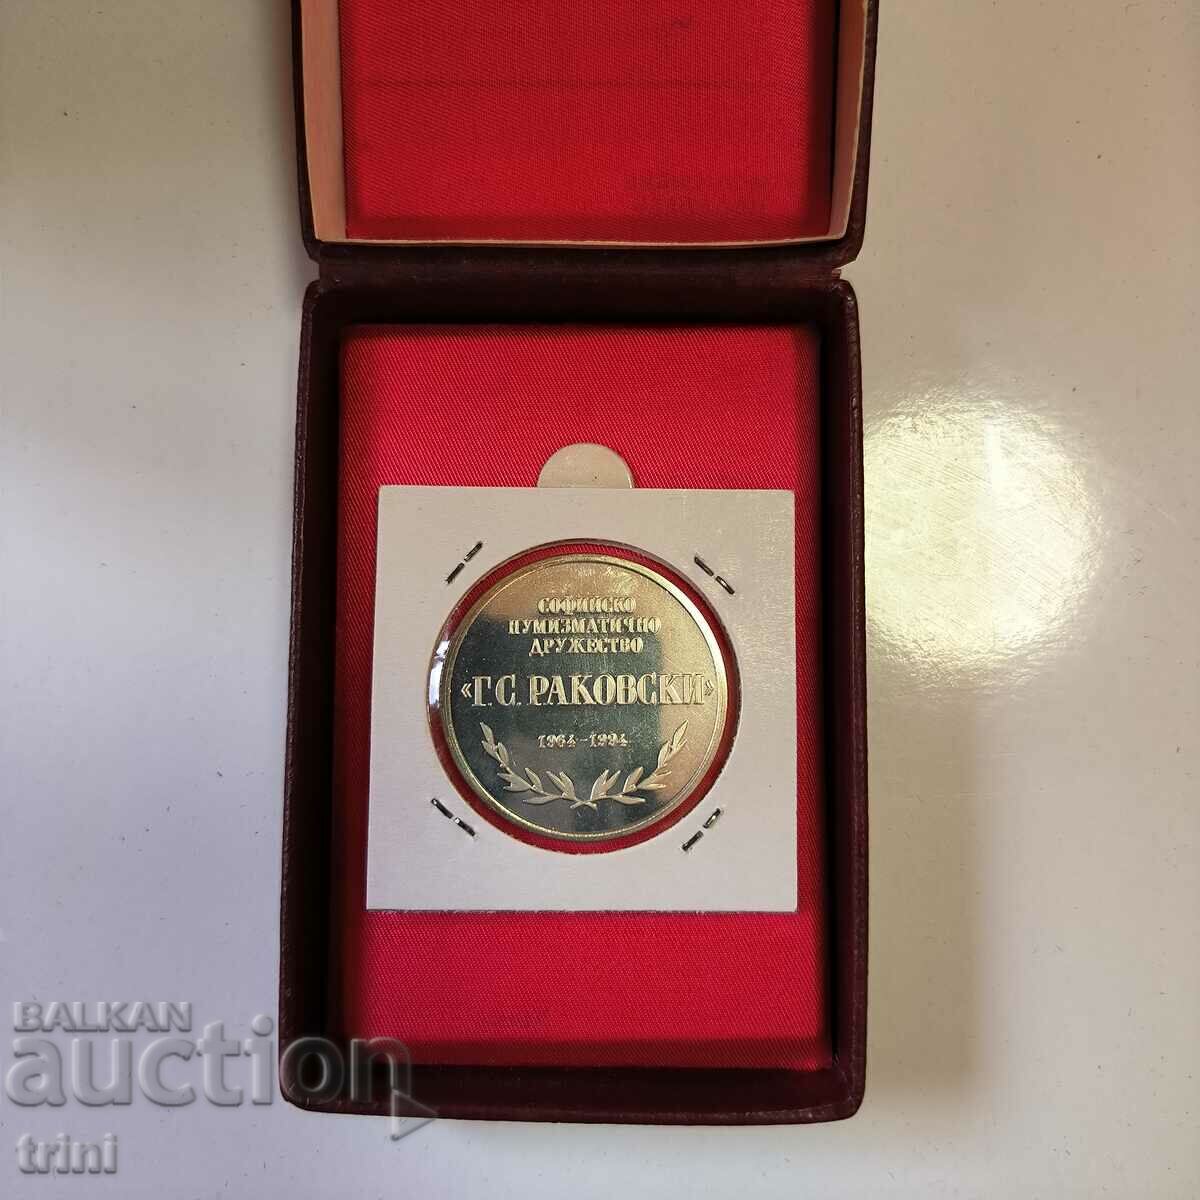 СОФИЙСКО
НУМИЗМАТИЧНО
ДРУЖЕСТВО
«Г.С. РАКОВСКИ»
1964-1994
BALKAN
auction
trini